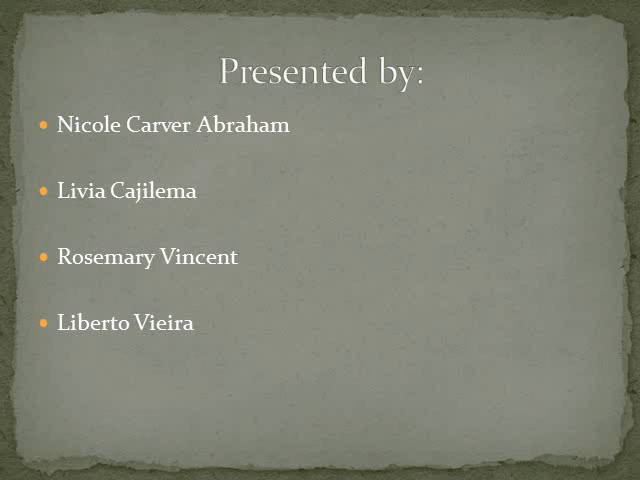 Presented by:
Nicole Carver Abraham
Livia Cajilema
Rosemary Vincent
Liberto Vieira